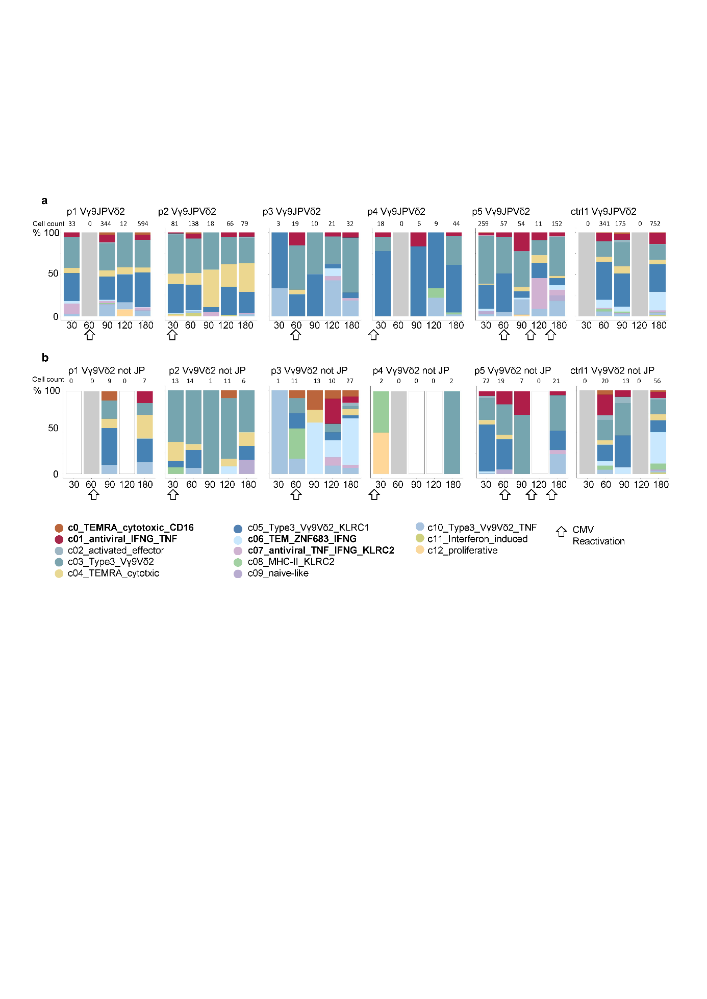 a
p1 Vγ9JPVδ2 p2 Vγ9JPVδ2 p3 Vγ9JPVδ2 p4 Vγ9JPVδ2 p5 Vγ9JPVδ2 ctrl1 Vγ9JPVδ2
Cell count 33 0 344 12 594 81 138 18 66 79 3 19 10 21 32 18 0 6 9 44 259 57 54 11 152 0 341 175 0 752
% 100
50
0
30 60 90 120 180 30 60 90 120 180 30 60 90 120 180 30 60 90 120 180 30 60 90 120 180 30 60 90 120 180
b
p1 Vγ9Vδ2 not JP p2 Vγ9Vδ2 not JP p3 Vγ9Vδ2 not JP p4 Vγ9Vδ2 not JP p5 Vγ9Vδ2 not JP ctrl1 Vγ9Vδ2 not JP
Cell count 0 0 9 0 7 13 14 1 11 6 1 11 13 10 27 2 0 0 0 2 72 19 7 0 21 0 20 13 0 56
% 100
50
0
30 60 90 120 180 30 60 90 120 180 30 60 90 120 180 30 60 90 120 180 30 60 90 120 180 30 60 90 120 180
c0_TEMRA_cytotoxic_CD16
c01_antiviral_IFNG_TNF
c02_activated_effector
c03_Type3_Vγ9Vδ2
c04_TEMRA_cytotxic
c05_Type3_Vγ9Vδ2_KLRC1
c06_TEM_ZNF683_IFNG
c07_antiviral_TNF_IFNG_KLRC2
c08_MHC-II_KLRC2
c09_naive-like
c10_Type3_Vγ9Vδ2_TNF
c11_Interferon_induced
c12_proliferative
CMV
Reactivation